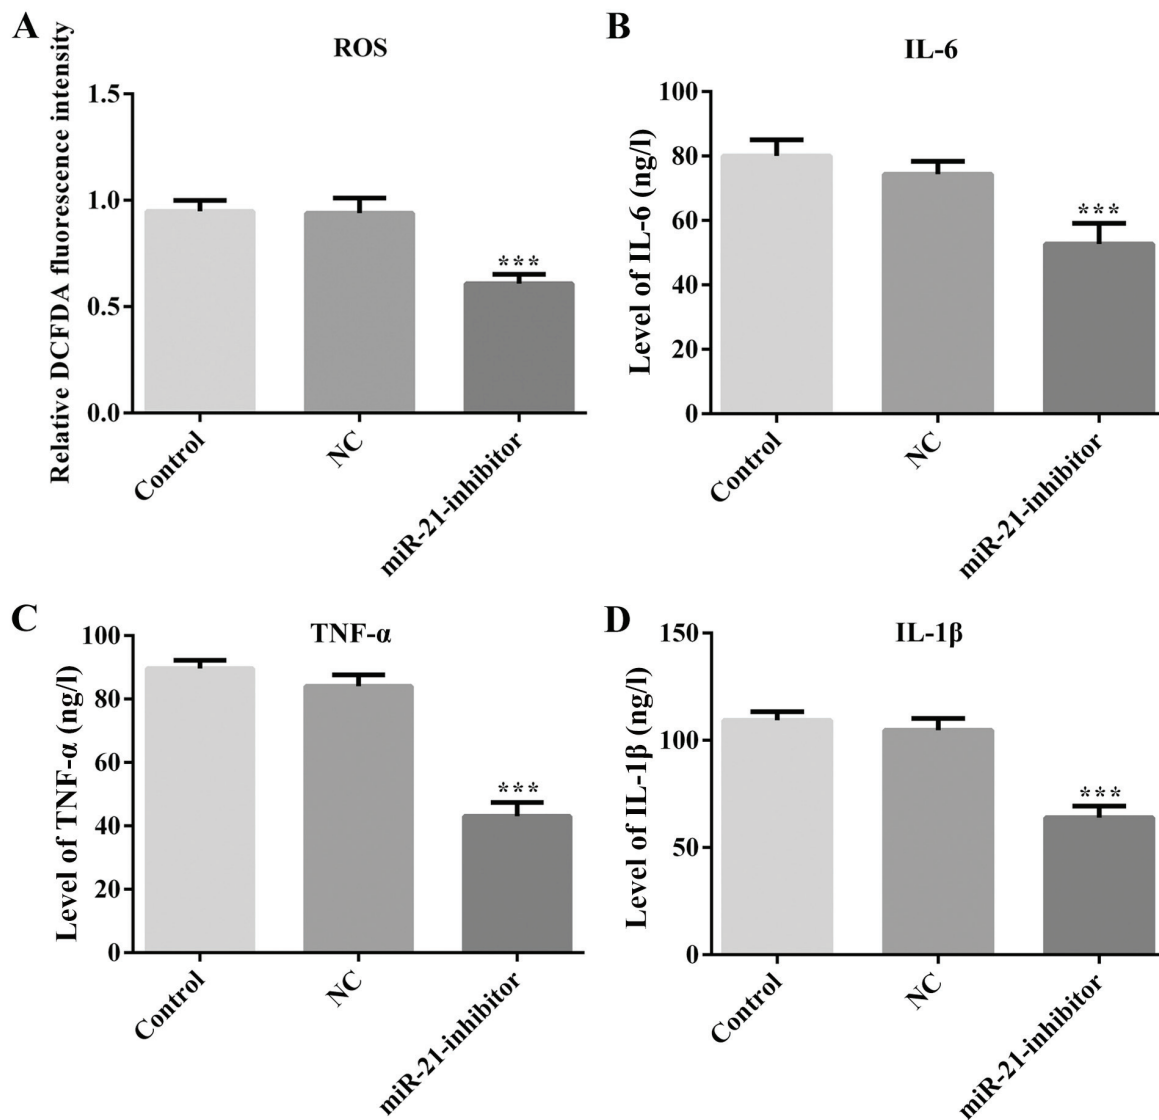 A
ROS
Relative DCFDA fluorescence intensity
1.5
1.0
0.5
0.0
***
Control
NC
miR-21-inhibitor
B
IL-6
Level of IL-6 (ng/l)
100
80
60
40
20
0
***
Control
NC
miR-21-inhibitor
C
TNF-α
Level of TNF-α (ng/l)
100
80
60
40
20
0
***
Control
NC
miR-21-inhibitor
D
IL-1β
Level of IL-1β (ng/l)
150
100
50
0
***
Control
NC
miR-21-inhibitor